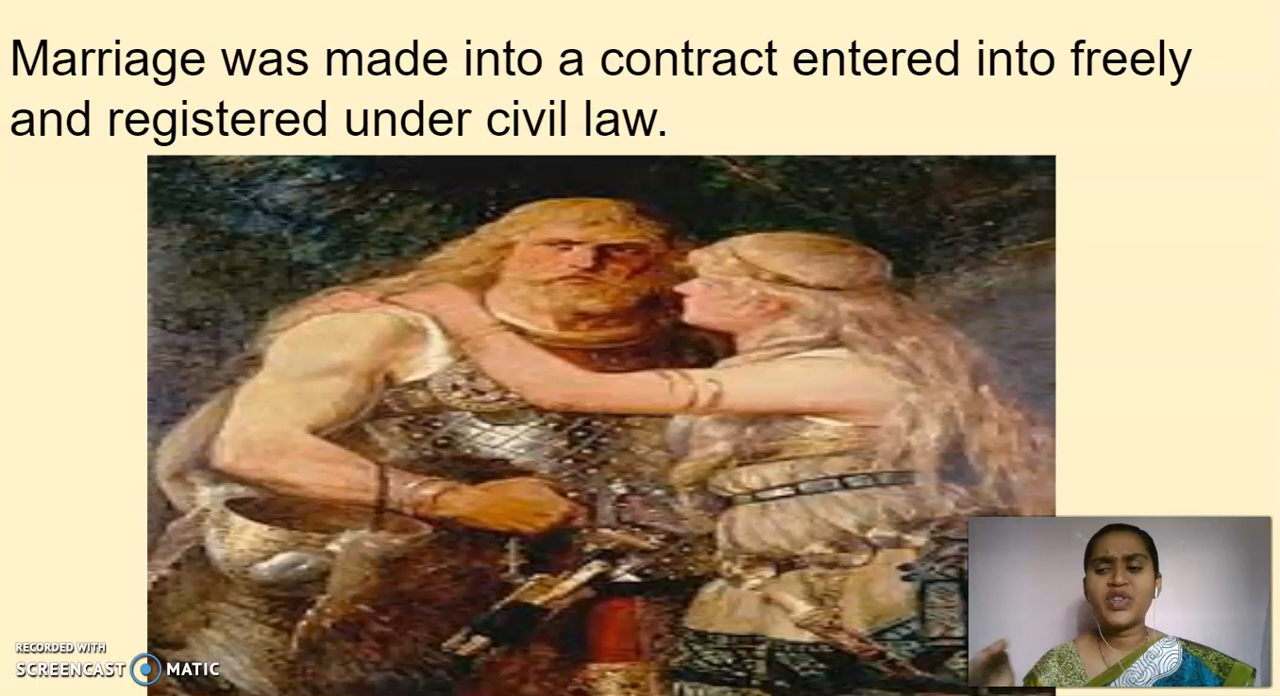 Marriage was made into a contract entered into freely
and registered under civil law.
RECORDED WITH
SCREENCAST MATIC